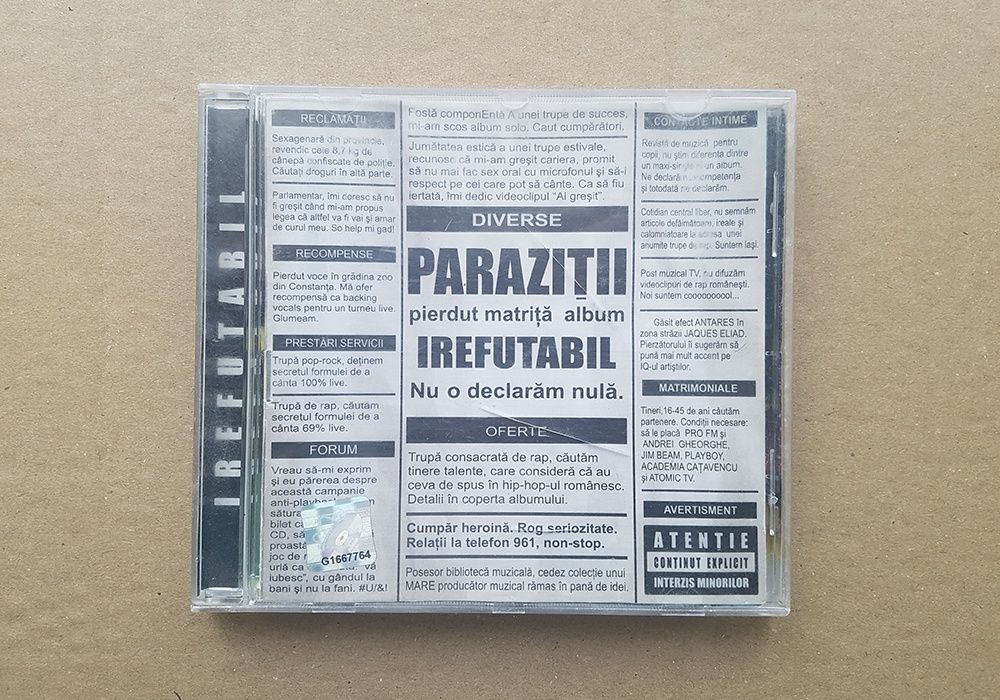 IREFUTABIL
RECLAMAȚII
Sexagenară din provincie,
revendic cele 8,7 kg de
cânepă confiscate de poliție.
Căutați droguri în altă parte.
Parlamentar, îmi doresc să nu
fi greșit când mi-am propus
legea că altfel va fi vai și amar
de curul meu. So help mi gad!
RECOMPENSE
Pierdut voce în grădina zoo
din Constanța. Mă ofer
recompensă ca backing
vocals pentru un turneu live.
Glumeam.
PRESTĂRI SERVICII
Trupă pop-rock, deținem
secretul formulei de a
cânta 100% live.
Trupă de rap, căutăm
secretul formulei de a
cânta 69% live.
FORUM
Vreau să-mi exprim
și eu părerea despre
această campanie
anti-playback
sătura
bilet
CD, să
proastă
joc de
urlă ca
iubesc", cu gândul la
bani și nu la fani. #U/&!
G1667764
Fostă componEntă A unei trupe de succes,
mi-am scos album solo. Caut cumpărători.
Jumătatea estică a unei trupe estivale,
recunosc că mi-am greșit cariera, promit
să nu mai fac sex oral cu microfonul și să-i
respect pe cei care pot să cânte. Ca să fiu
iertată, îmi dedic videoclipul "Ai greșit".
DIVERSE
PARAZIȚII
pierdut matriță album
IREFUTABIL
Nu o declarăm nulă.
OFERTE
Trupă consacrată de rap, căutăm
tinere talente, care consideră că au
ceva de spus în hip-hop-ul românesc.
Detalii în coperta albumului.
Cumpăr heroină. Rog seriozitate.
Relații la telefon 961, non-stop.
Posesor bibliotecă muzicală, cedez colecție unui
MARE producător muzical rămas în pană de idei.
CONTACTE INTIME
Revistă de muzică pentru
copii, nu știm diferența dintre
un maxi-single și un album.
Ne declarăm incompetența
și totodată ne declarăm.
Cotidian central liber, nu semnăm
articole defăimătoare, ireale și
calomniatoare la adresa unei
anumite trupe de rap. Suntem lași.
Post muzical TV, nu difuzăm
videoclipuri de rap românești.
Noi suntem cooooooooool...
Găsit efect ANTARES în
zona străzii JAQUES ELIAD.
Pierzătorului îi sugerăm să
pună mai mult accent pe
IQ-ul artiștilor.
MATRIMONIALE
Tineri,16-45 de ani căutăm
partenere. Condiții necesare:
să le placă PRO FM și
ANDREI GHEORGHE,
JIM BEAM, PLAYBOY,
ACADEMIA CAȚAVENCU
și ATOMIC TV.
AVERTISMENT
ATENȚIE
CONȚINUT EXPLICIT
INTERZIS MINORILOR